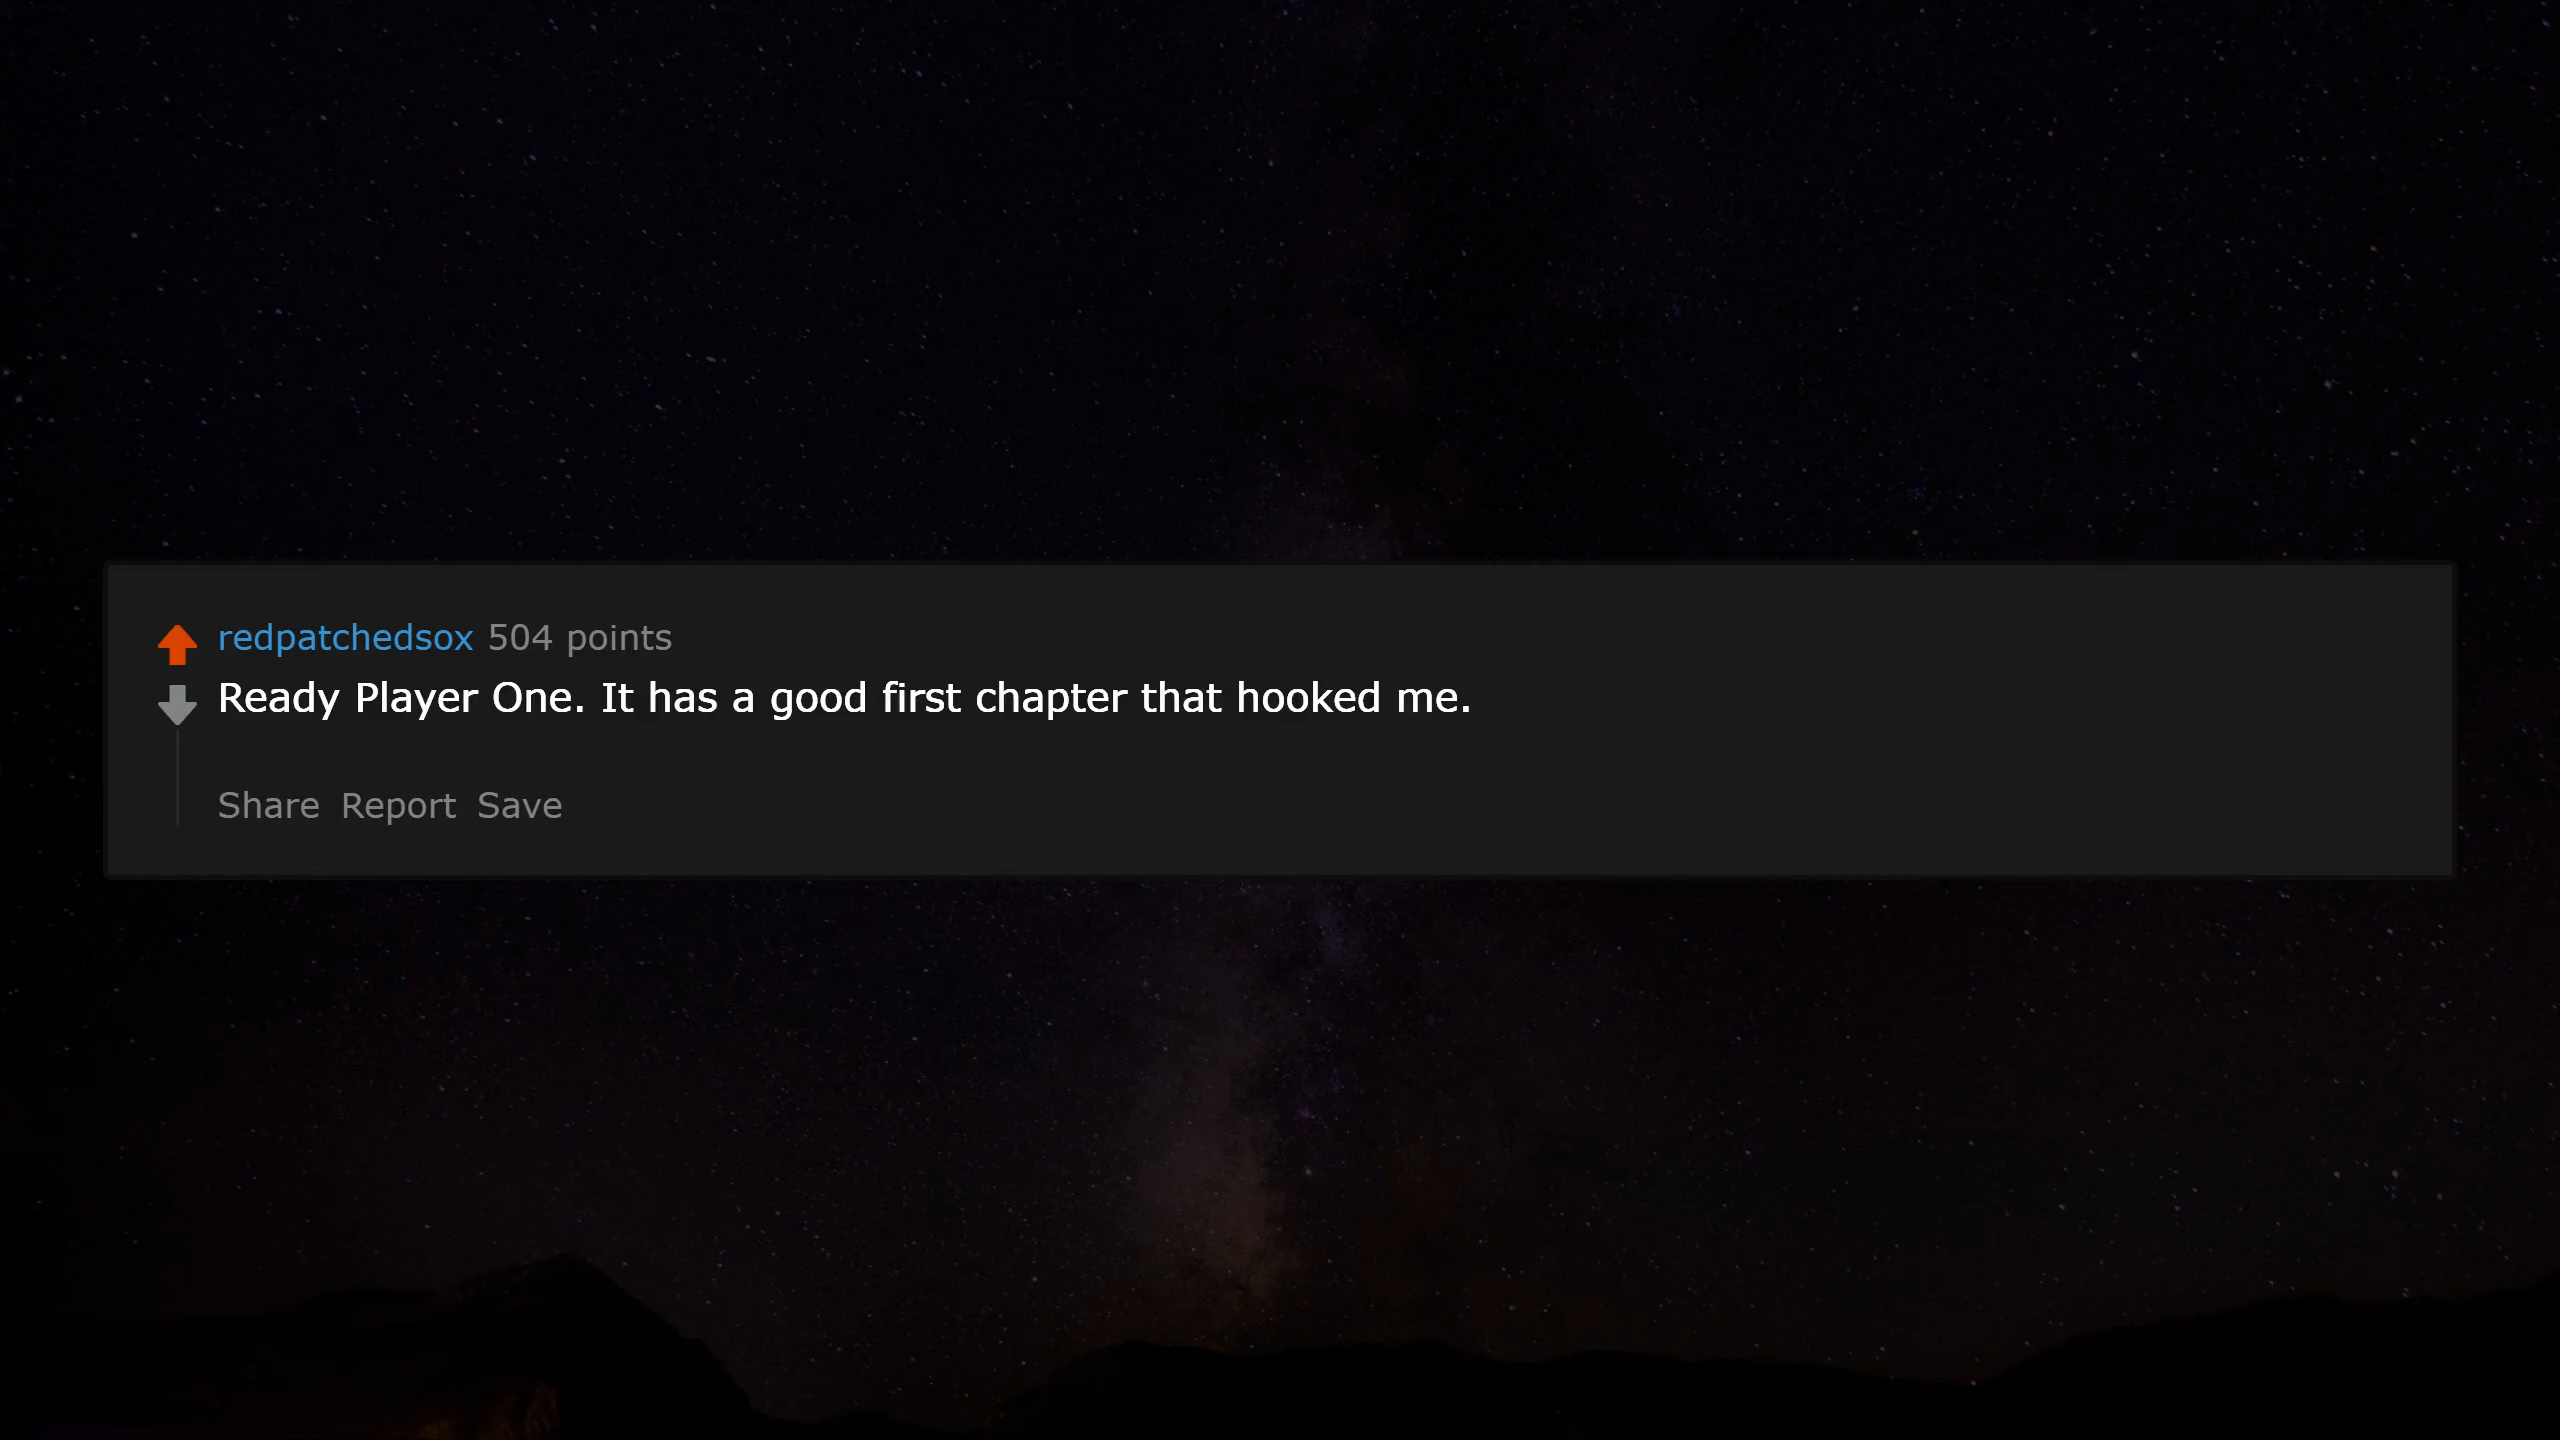 redpatchedsox 504 points
Ready Player One. It has a good first chapter that hooked me.
Share Report Save